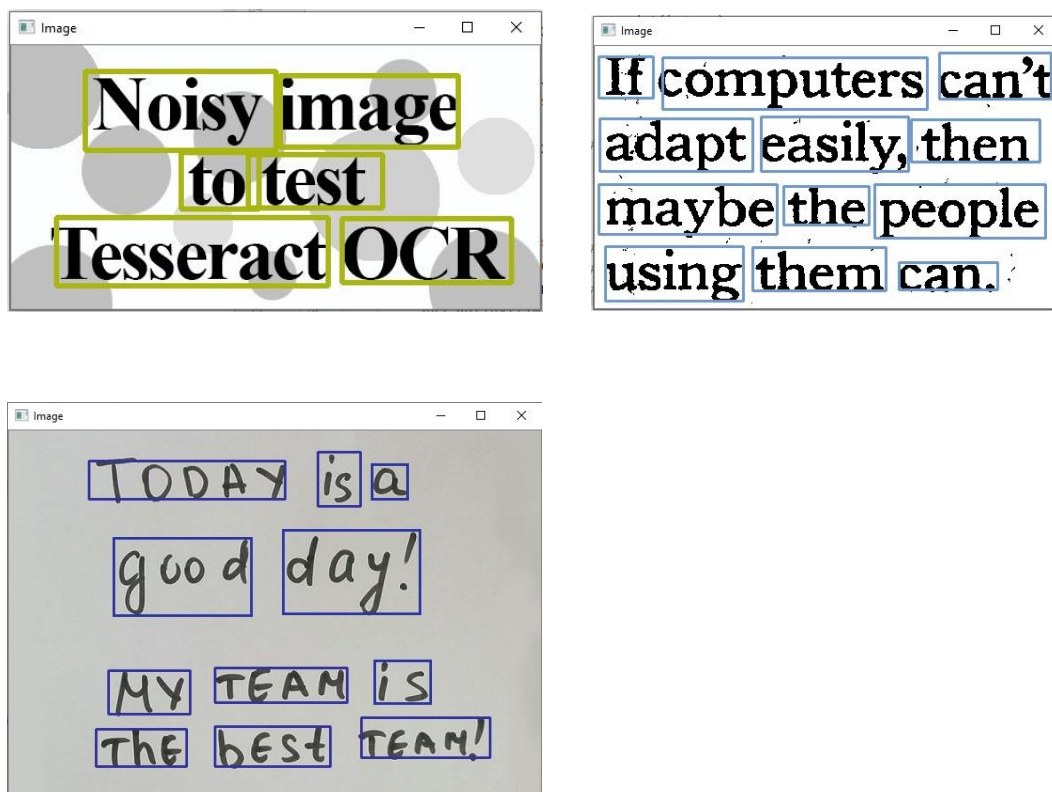 Image
Noisy image
to test
Tesseract OCR
Image
If computers can't
adapt easily, then
maybe the people
using them can.
Image
TODAY is a
good day!
MY TEAM is
The bEst TEAM!